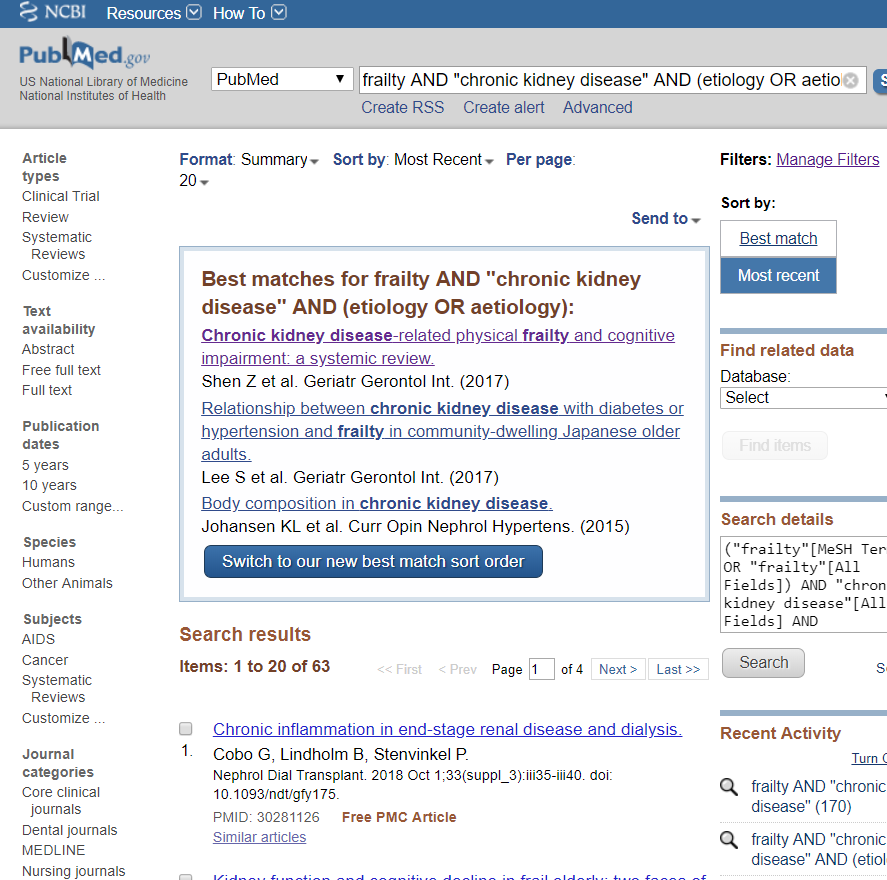 NCBI Resources How To
PubMed.gov
US National Library of Medicine
National Institutes of Health
PubMed
frailty AND "chronic kidney disease" AND (etiology OR aetio
Create RSS Create alert Advanced
Article
types
Clinical Trial
Review
Systematic
Reviews
Customize ...
Text
availability
Abstract
Free full text
Full text
Publication
dates
5 years
10 years
Custom range...
Species
Humans
Other Animals
Subjects
AIDS
Cancer
Systematic
Reviews
Customize ...
Journal
categories
Core clinical
journals
Dental journals
MEDLINE
Nursing journals
Format: Summary Sort by: Most Recent Per page:
20
Send to
Best matches for frailty AND "chronic kidney
disease" AND (etiology OR aetiology):
Chronic kidney disease-related physical frailty and cognitive
impairment: a systemic review.
Shen Z et al. Geriatr Gerontol Int. (2017)
Relationship between chronic kidney disease with diabetes or
hypertension and frailty in community-dwelling Japanese older
adults.
Lee S et al. Geriatr Gerontol Int. (2017)
Body composition in chronic kidney disease.
Johansen KL et al. Curr Opin Nephrol Hypertens. (2015)
Switch to our new best match sort order
Search results
Items: 1 to 20 of 63
<< First < Prev Page 1 of 4 Next > Last >>
Chronic inflammation in end-stage renal disease and dialysis.
1. Cobo G, Lindholm B, Stenvinkel P.
Nephrol Dial Transplant. 2018 Oct 1;33(suppl_3):iii35-iii40. doi:
10.1093/ndt/gfy175.
PMID: 30281126 Free PMC Article
Similar articles
Kidney function and cognitive decline in frail elderly: two faces of
Filters: Manage Filters
Sort by:
Best match
Most recent
Find related data
Database:
Select
Find items
Search details
("frailty"[MeSH Ter
OR "frailty"[All
Fields]) AND "chron
kidney disease"[All
Fields] AND
Search
Recent Activity
Turn
frailty AND "chronic
disease" (170)
frailty AND "chronic
disease" AND (etiol